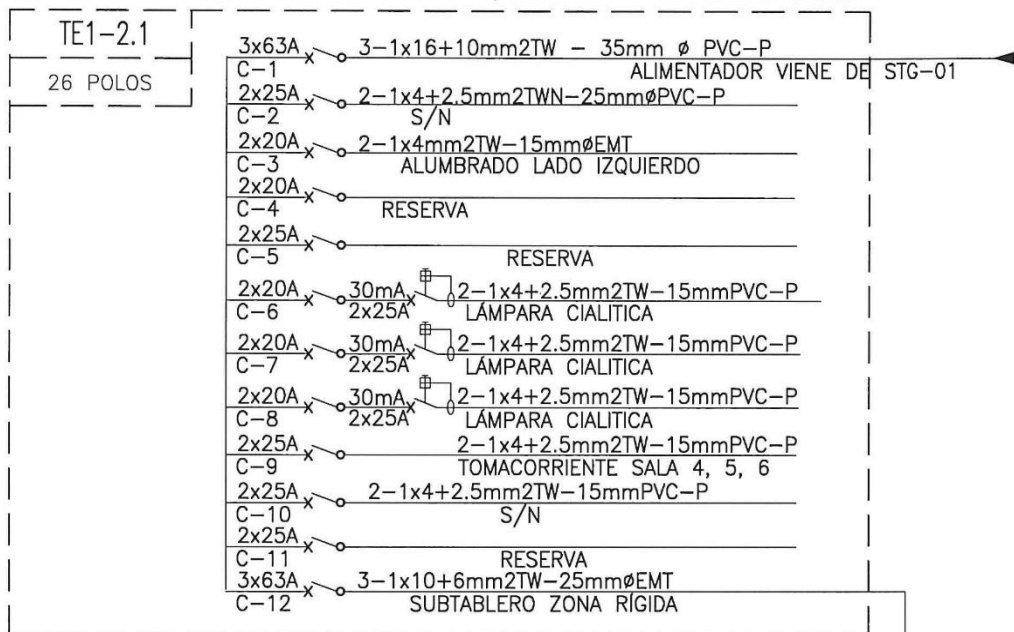 TE1-2.1
26 POLOS
3x63A 3-1x16+10mm2TW - 35mm ø PVC-P
C-1 ALIMENTADOR VIENE DE STG-01
2x25A 2-1x4+2.5mm2TWN-25mmøPVC-P
C-2 S/N
2x20A 2-1x4mm2TW-15mmøEMT
C-3 ALUMBRADO LADO IZQUIERDO
2x20A
C-4 RESERVA
2x25A
C-5 RESERVA
2x20A 30mA 2-1x4+2.5mm2TW-15mmPVC-P
C-6 2x25A LÁMPARA CIALITICA
2x20A 30mA 2-1x4+2.5mm2TW-15mmPVC-P
C-7 2x25A LÁMPARA CIALITICA
2x20A 30mA 2-1x4+2.5mm2TW-15mmPVC-P
C-8 2x25A LÁMPARA CIALITICA
2x25A 2-1x4+2.5mm2TW-15mmPVC-P
C-9 TOMACORRIENTE SALA 4, 5, 6
2x25A 2-1x4+2.5mm2TW-15mmPVC-P
C-10 S/N
2x25A
C-11 RESERVA
3x63A 3-1x10+6mm2TW-25mmøEMT
C-12 SUBTABLERO ZONA RÍGIDA